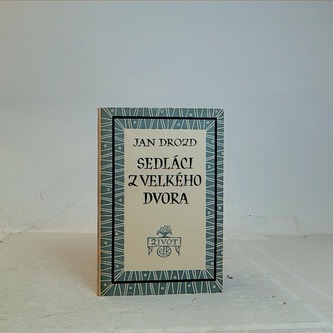 JAN DROZD
SEDLÁCI
Z VELKÉHO
DVORA
ŽIVOT